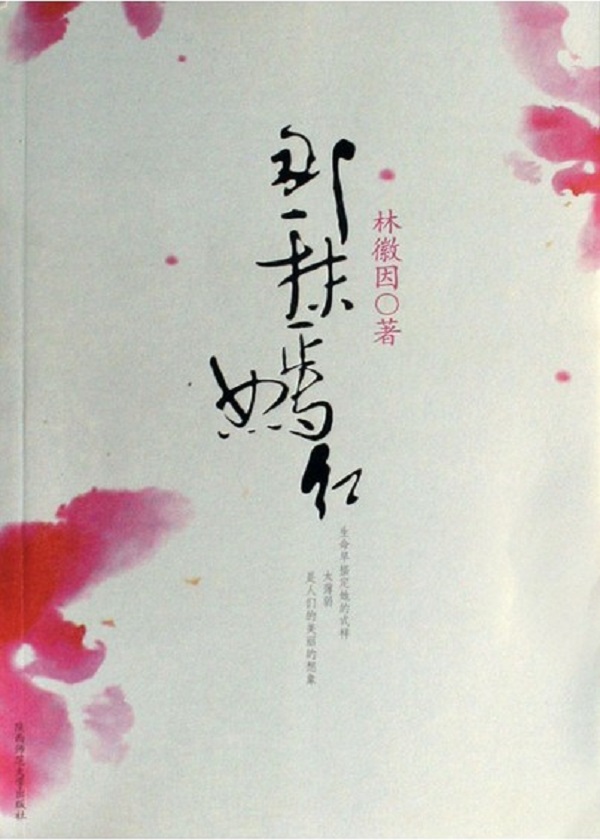 那一抹嫣红
林徽因〇著
生命早描定她的式样
太薄弱
是人们的美丽的想象
陕西师范大学出版社